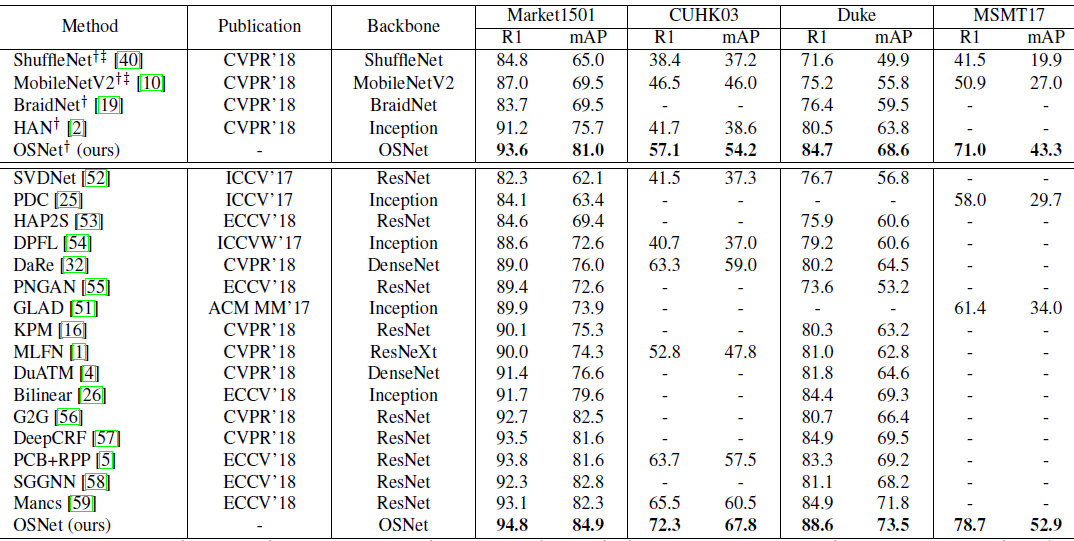 Method Publication Backbone Market1501 CUHK03 Duke MSMT17
R1 mAP R1 mAP R1 mAP R1 mAP
ShuffleNet†‡ [40] CVPR'18 ShuffleNet 84.8 65.0 38.4 37.2 71.6 49.9 41.5 19.9
MobileNetV2†‡ [10] CVPR'18 MobileNetV2 87.0 69.5 46.5 46.0 75.2 55.8 50.9 27.0
BraidNet† [19] CVPR'18 BraidNet 83.7 69.5 - - 76.4 59.5 - -
HAN† [2] CVPR'18 Inception 91.2 75.7 41.7 38.6 80.5 63.8 - -
OSNet† (ours) - OSNet 93.6 81.0 57.1 54.2 84.7 68.6 71.0 43.3
SVDNet [52] ICCV'17 ResNet 82.3 62.1 41.5 37.3 76.7 56.8 - -
PDC [25] ICCV'17 Inception 84.1 63.4 - - - - 58.0 29.7
HAP2S [53] ECCV'18 ResNet 84.6 69.4 - - 75.9 60.6 - -
DPFL [54] ICCVW'17 Inception 88.6 72.6 40.7 37.0 79.2 60.6 - -
DaRe [32] CVPR'18 DenseNet 89.0 76.0 63.3 59.0 80.2 64.5 - -
PNGAN [55] ECCV'18 ResNet 89.4 72.6 - - 73.6 53.2 - -
GLAD [51] ACM MM'17 Inception 89.9 73.9 - - - - 61.4 34.0
KPM [16] CVPR'18 ResNet 90.1 75.3 - - 80.3 63.2 - -
MLFN [1] CVPR'18 ResNeXt 90.0 74.3 52.8 47.8 81.0 62.8 - -
DuATM [4] CVPR'18 DenseNet 91.4 76.6 - - 81.8 64.6 - -
Bilinear [26] ECCV'18 Inception 91.7 79.6 - - 84.4 69.3 - -
G2G [56] CVPR'18 ResNet 92.7 82.5 - - 80.7 66.4 - -
DeepCRF [57] CVPR'18 ResNet 93.5 81.6 - - 84.9 69.5 - -
PCB+RPP [5] ECCV'18 ResNet 93.8 81.6 63.7 57.5 83.3 69.2 - -
SGGNN [58] ECCV'18 ResNet 92.3 82.8 - - 81.1 68.2 - -
Mancs [59] ECCV'18 ResNet 93.1 82.3 65.5 60.5 84.9 71.8 - -
OSNet (ours) - OSNet 94.8 84.9 72.3 67.8 88.6 73.5 78.7 52.9